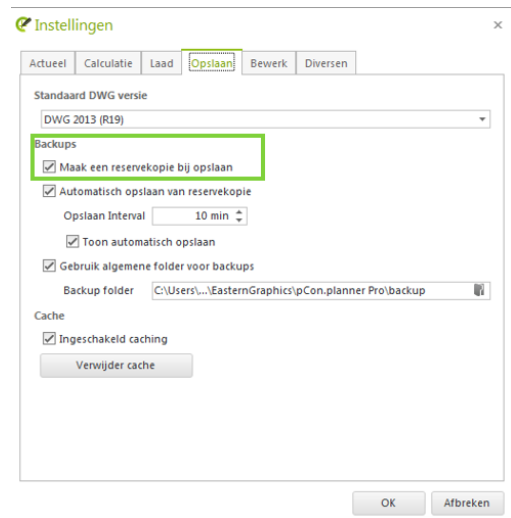 Instellingen
Actueel Calculatie Laad Opslaan Bewerk Diversen
Standaard DWG versie
DWG 2013 (R19)
Backups
Maak een reservekopie bij opslaan
Automatisch opslaan van reservekopie
Opslaan Interval 10 min
Toon automatisch opslaan
Gebruik algemene folder voor backups
Backup folder C:\Users\...\EasternGraphics\pCon.planner Pro\backup
Cache
Ingeschakeld caching
Verwijder cache
OK Afbreken